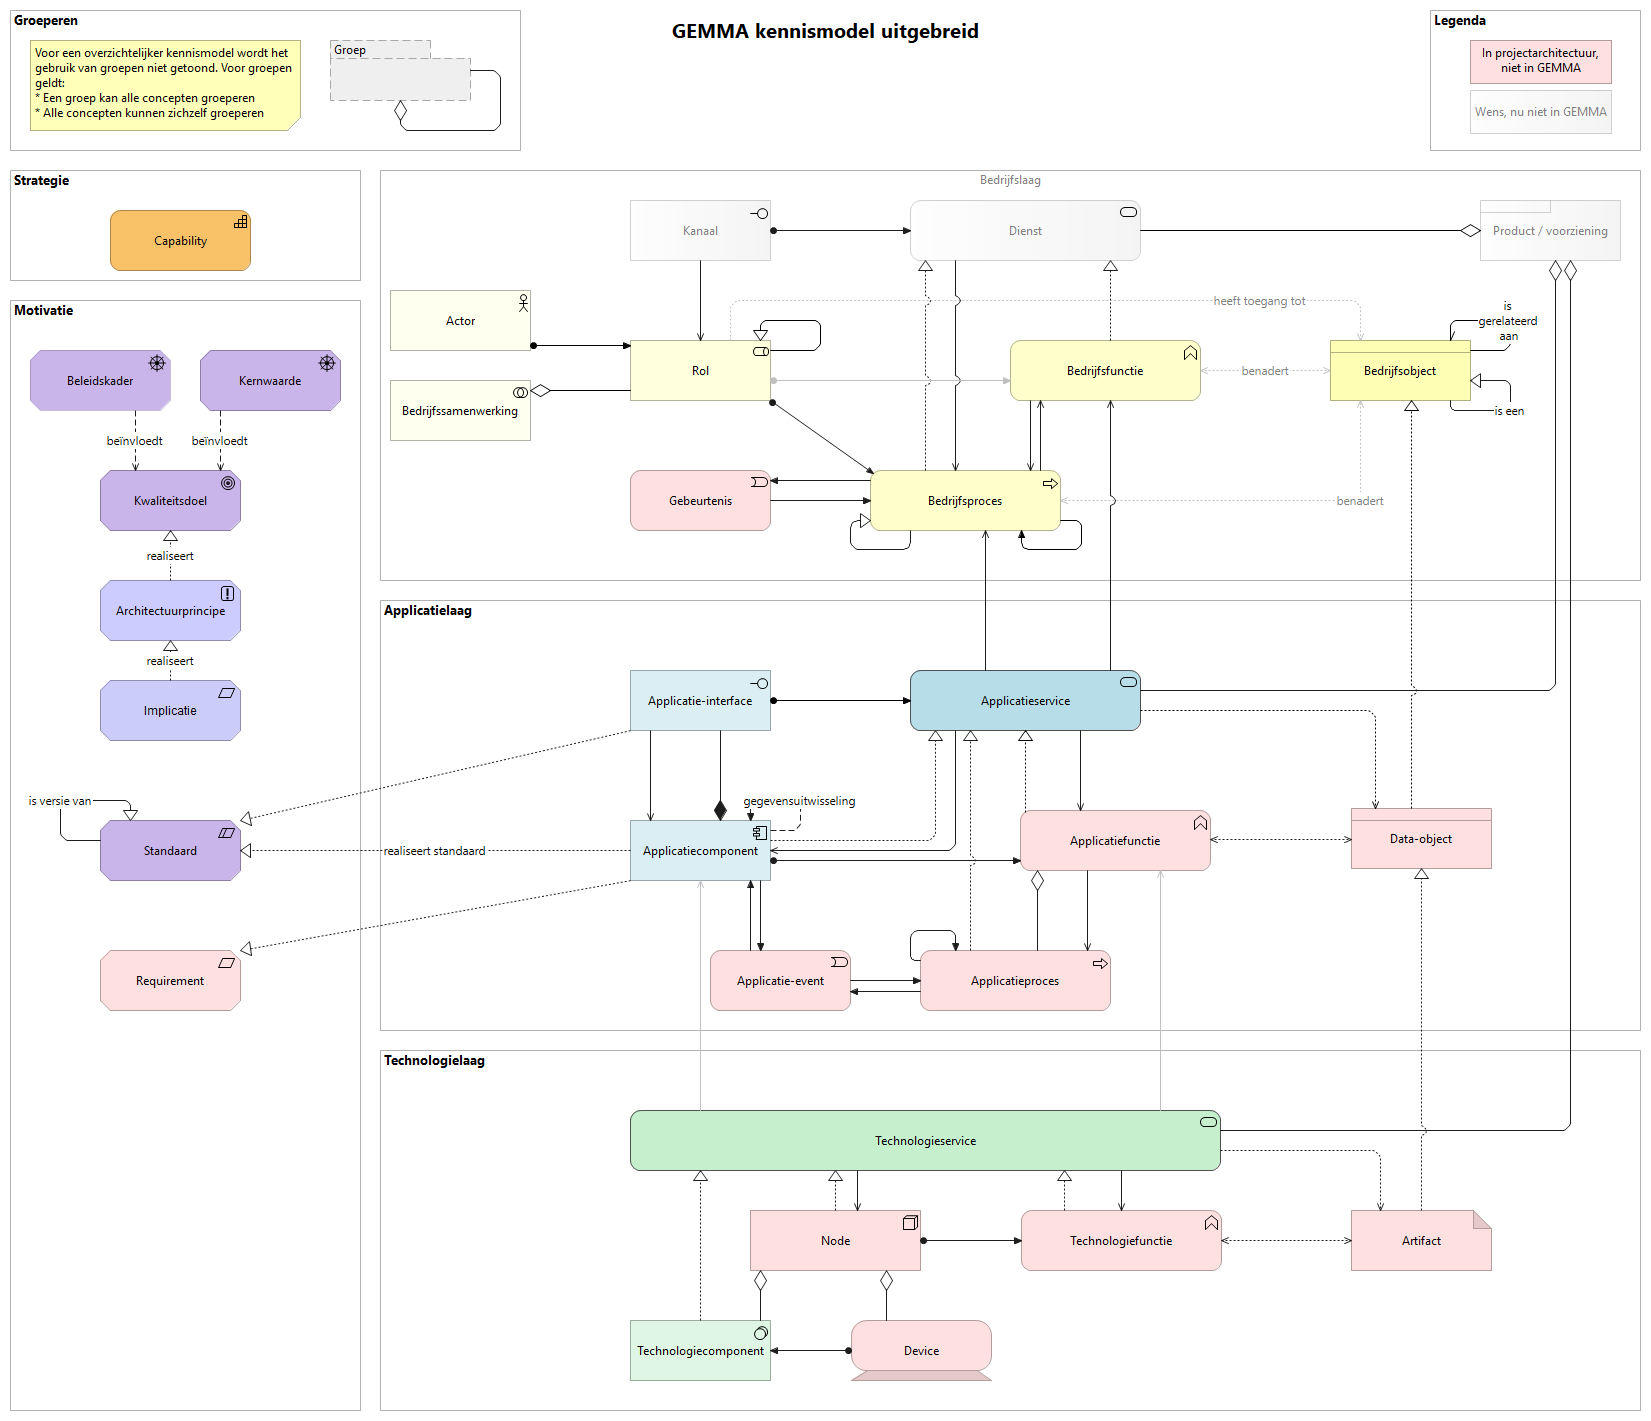 Groeperen
Voor een overzichtelijker kennismodel wordt het
gebruik van groepen niet getoond. Voor groepen
geldt:
* Een groep kan alle concepten groeperen
* Alle concepten kunnen zichzelf groeperen
Groep
GEMMA kennismodel uitgebreid
Legenda
In projectarchitectuur,
niet in GEMMA
Wens, nu niet in GEMMA
Strategie
Capability
Motivatie
Beleidskader
Kernwaarde
beïnvloedt
beïnvloedt
Kwaliteitsdoel
realiseert
Architectuurprincipe
realiseert
Implicatie
is versie van
Standaard
Requirement
Bedrijfslaag
Kanaal
Dienst
Product / voorziening
Actor
heeft toegang tot
is
gerelateerd
aan
Rol
Bedrijfsfunctie
benadert
Bedrijfsobject
Bedrijfssamenwerking
is een
Gebeurtenis
Bedrijfsproces
benadert
Applicatielaag
Applicatie-interface
Applicatieservice
gegevensuitwisseling
realiseert standaard
Applicatiecomponent
Applicatiefunctie
Data-object
Applicatie-event
Applicatieproces
Technologielaag
Technologieservice
Node
Technologiefunctie
Artifact
Technologiecomponent
Device